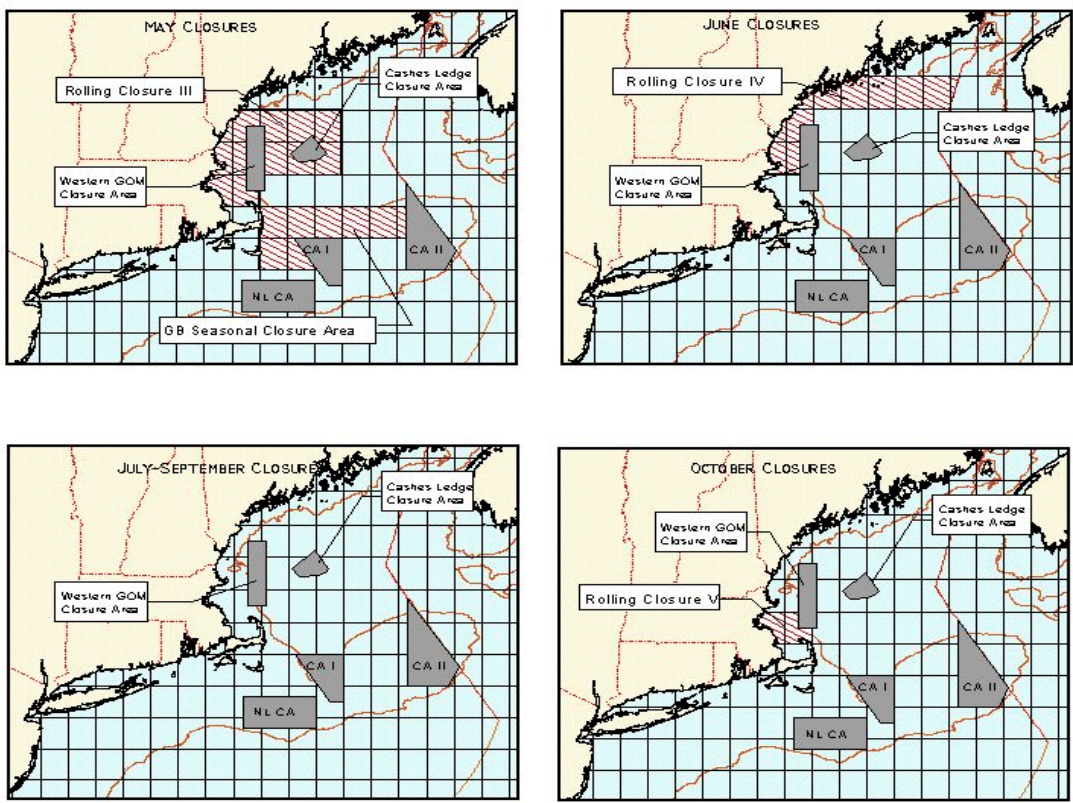 MAY CLOSURES
Cashes Ledge
Closure Area
Rolling Closure III
Western GOM
Closure Area
CA I
CA II
NL CA
GB Seasonal Closure Area
JUNE CLOSURES
Rolling Closure IV
Cashes Ledge
Closure Area
Western GOM
Closure Area
CA I
CA II
NL CA
JULY-SEPTEMBER CLOSURES
Cashes Ledge
Closure Area
Western GOM
Closure Area
CA I
CA II
NL CA
OCTOBER CLOSURES
Cashes Ledge
Closure Area
Western GOM
Closure Area
Rolling Closure V
CA I
CA II
NL CA